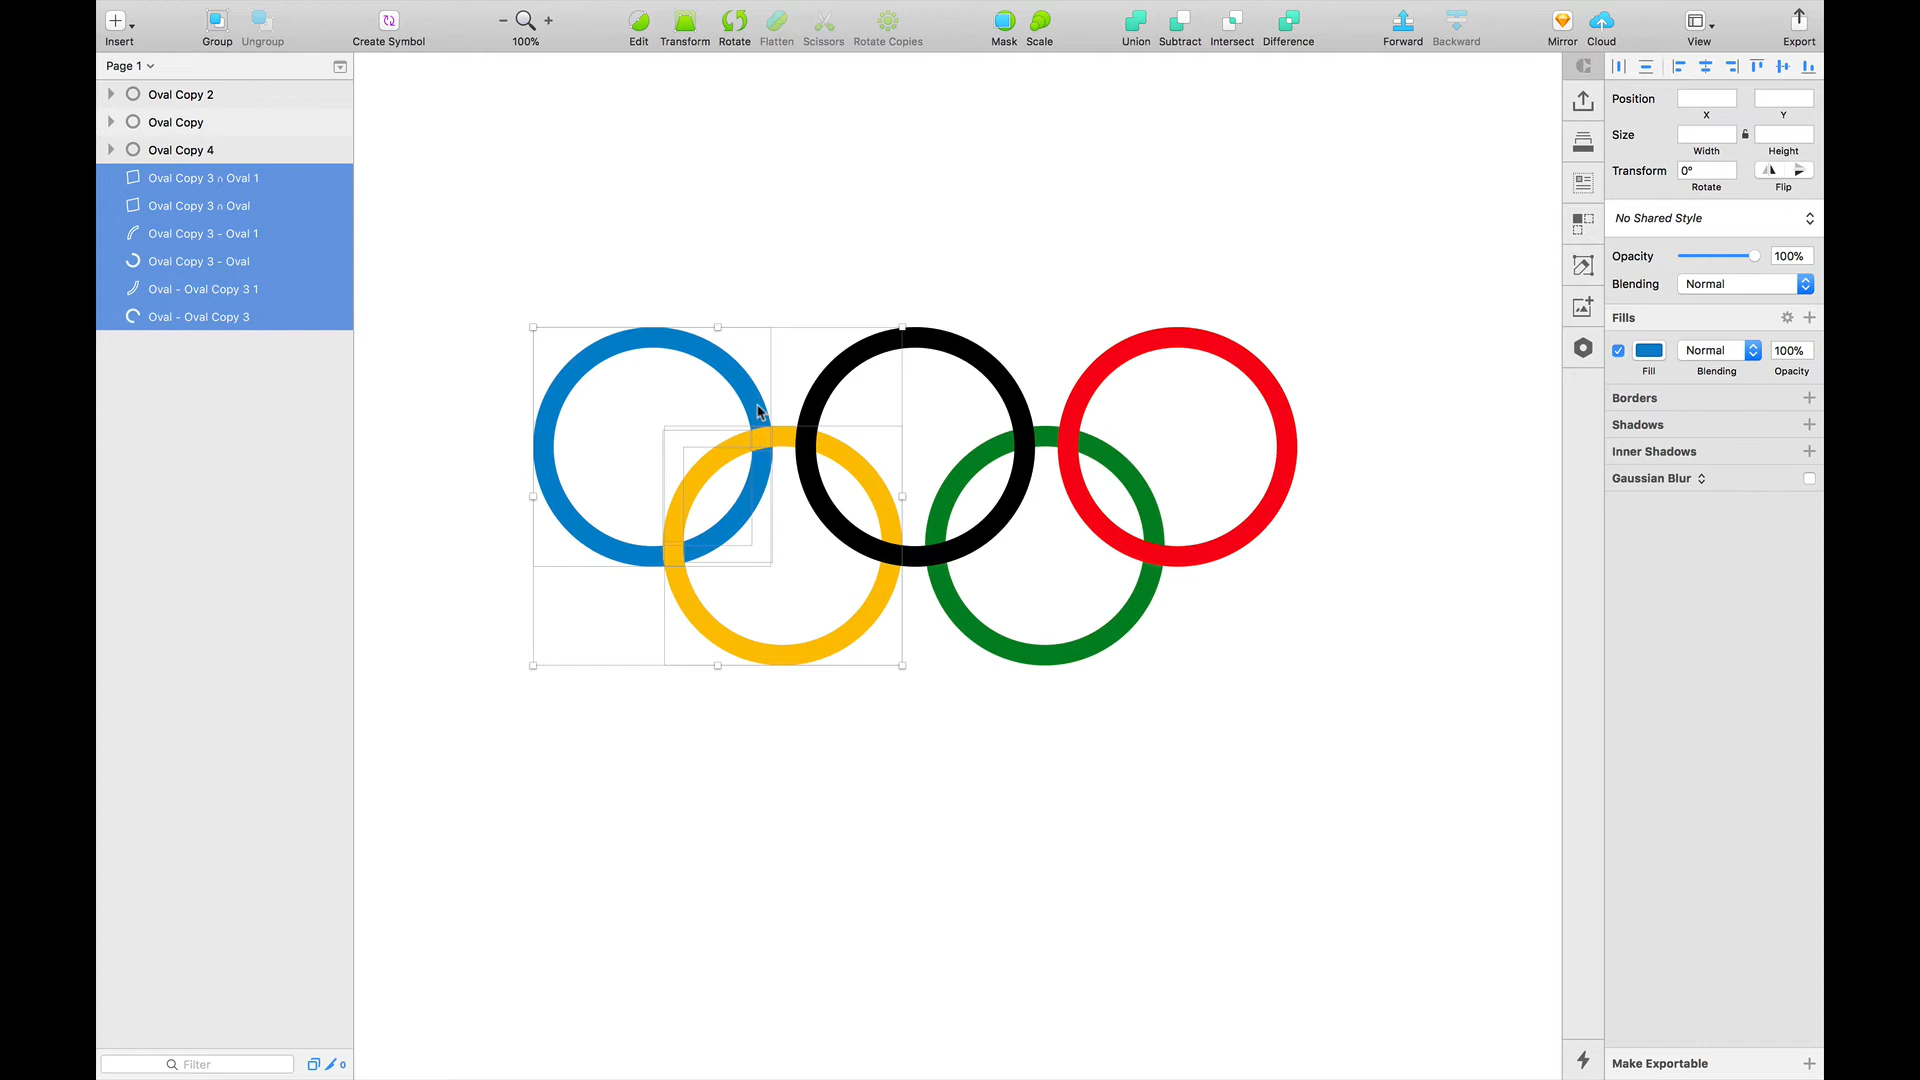 Insert Group Ungroup Create Symbol 100% Edit Transform Rotate Flatten Scissors Rotate Copies Mask Scale Union Subtract Intersect Difference Forward Backward Mirror Cloud View Export
Page 1
Oval Copy 2
Oval Copy
Oval Copy 4
Oval Copy 3 ∩ Oval 1
Oval Copy 3 ∩ Oval
Oval Copy 3 - Oval 1
Oval Copy 3 - Oval
Oval - Oval Copy 3 1
Oval - Oval Copy 3
Filter 0
Position
X Y
Size
Width Height
Transform 0°
Rotate Flip
No Shared Style
Opacity 100%
Blending Normal
Fills
Normal 100%
Fill Blending Opacity
Borders
Shadows
Inner Shadows
Gaussian Blur
Make Exportable